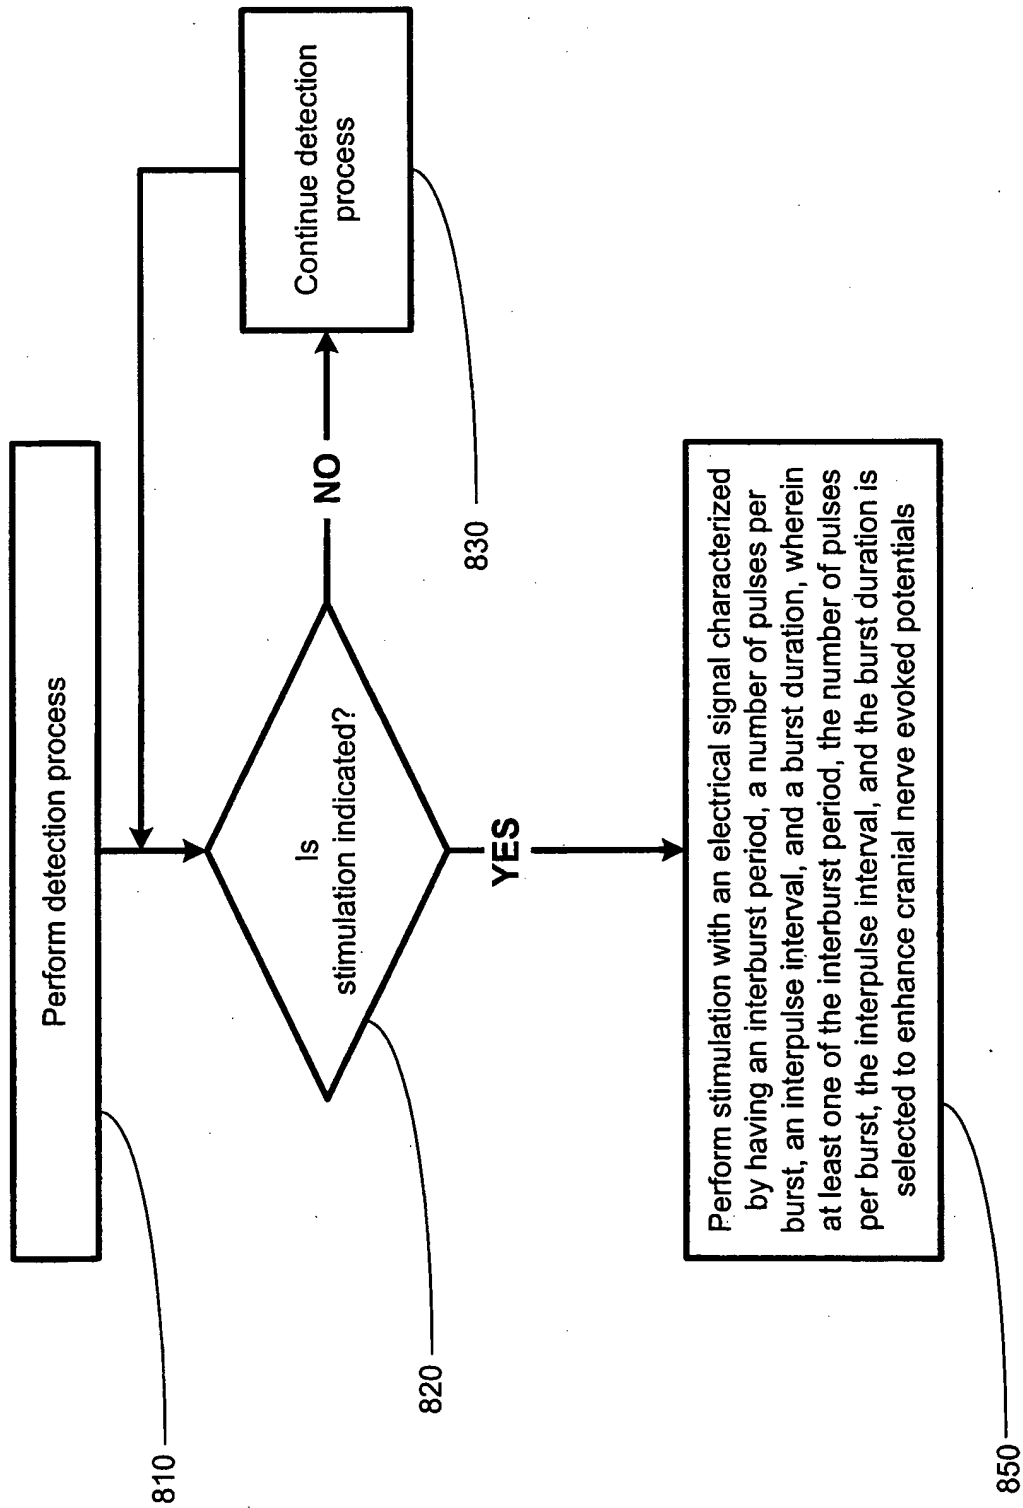 Perform detection process
810
Is
stimulation indicated?
820
NO
Continue detection
process
830
YES
Perform stimulation with an electrical signal characterized
by having an interburst period, a number of pulses per
burst, an interpulse interval, and a burst duration, wherein
at least one of the interburst period, the number of pulses
per burst, the interpulse interval, and the burst duration is
selected to enhance cranial nerve evoked potentials
850